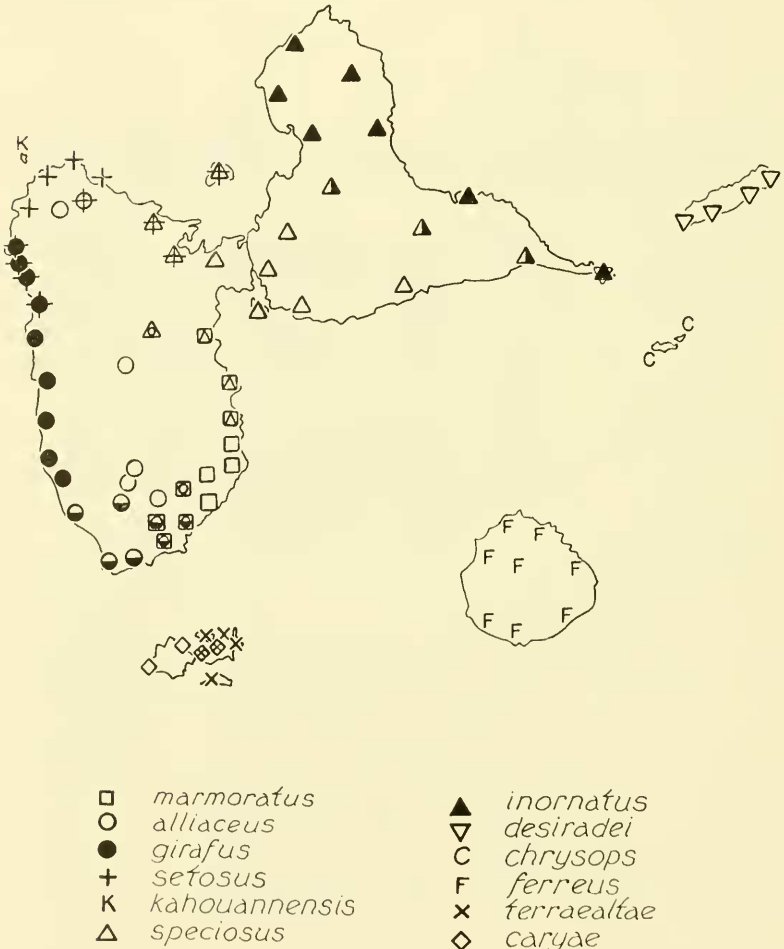 K
C
C
F
F
F
F
F
F
F
F
marmoratus
alliaceus
girafus
setosus
K kahouannensis
speciosus
inornatus
desiradei
C chrysops
F ferreus
terraealtae
caryae